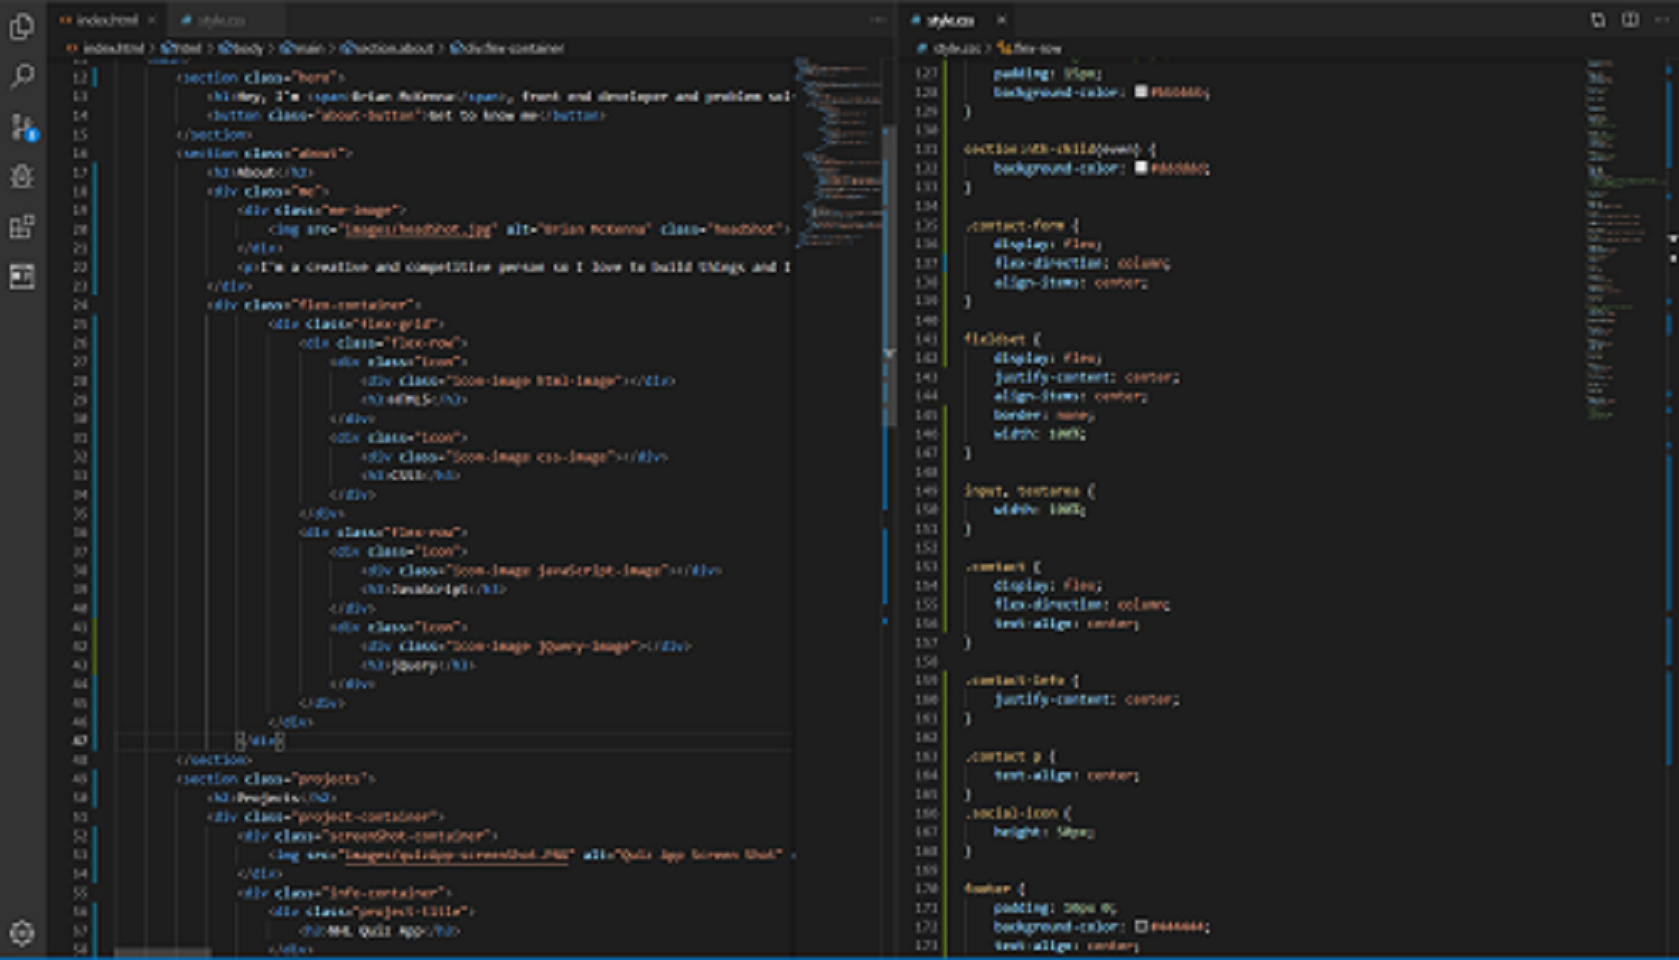 index.html
style.css
index.html > html > body > main > section.about > div.flex-container
12 <section class="hero">
13 <h1>Hey, I'm <span>Brian McKenna</span>, front end developer and problem sol
14 <button class="about-button">Get to know me</button>
15 </section>
16 <section class="about">
17 <h2>About</h2>
18 <div class="me">
19 <div class="me-image">
20 <img src="images/headshot.jpg" alt="Brian McKenna" class="headshot">
21 </div>
22 <p>I'm a creative and competitive person so I love to build things and I
23 </div>
24 <div class="flex-container">
25 <div class="flex-grid">
26 <div class="flex-row">
27 <div class="icon">
28 <div class="icon-image html-image"></div>
29 <h3>HTML5</h3>
30 </div>
31 <div class="icon">
32 <div class="icon-image css-image"></div>
33 <h3>CSS3</h3>
34 </div>
35 </div>
36 <div class="flex-row">
37 <div class="icon">
38 <div class="icon-image javaScript-image"></div>
39 <h3>JavaScript</h3>
40 </div>
41 <div class="icon">
42 <div class="icon-image jQuery-image"></div>
43 <h3>jQuery</h3>
44 </div>
45 </div>
46 </div>
47 </div>
48 </section>
49 <section class="projects">
50 <h2>Projects</h2>
51 <div class="project-container">
52 <div class="screenShot-container">
53 <img src="images/quizApp-screenShot.PNG" alt="Quiz App Screen Shot"
54 </div>
55 <div class="info-container">
56 <div class="project-title">
57 <h3>NHL Quiz App</h3>
58 </div>
style.css
style.css > .flex-row
127 padding: 15px;
128 background-color:
129 }
130
131 section:nth-child(even) {
132 background-color:
133 }
134
135 .contact-form {
136 display: flex;
137 flex-direction: column;
138 align-items: center;
139 }
140
141 fieldset {
142 display: flex;
143 justify-content: center;
144 align-items: center;
145 border: none;
146 width: 100%;
147 }
148
149 input, textarea {
150 width: 100%;
151 }
152
153 .contact {
154 display: flex;
155 flex-direction: column;
156 text-align: center;
157 }
158
159 .contact-info {
160 justify-content: center;
161 }
162
163 .contact p {
164 text-align: center;
165 }
166 .social-icon {
167 height: 50px;
168 }
169
170 footer {
171 padding: 10px 0;
172 background-color:
173 text-align: center;